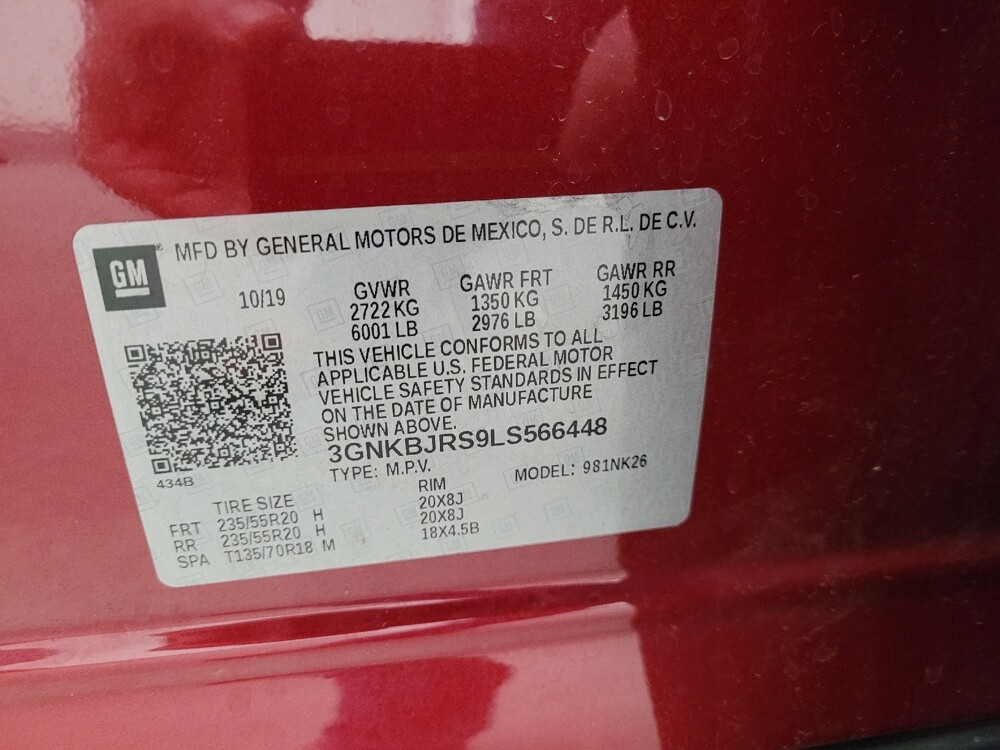 GM ® MFD BY GENERAL MOTORS DE MEXICO, S. DE R.L. DE C.V.
10/19 GVWR GAWR FRT GAWR RR
2722 KG 1350 KG 1450 KG
6001 LB 2976 LB 3196 LB
THIS VEHICLE CONFORMS TO ALL
APPLICABLE U.S. FEDERAL MOTOR
VEHICLE SAFETY STANDARDS IN EFFECT
ON THE DATE OF MANUFACTURE
SHOWN ABOVE.
3GNKBJRS9LS566448
TYPE: M.P.V. MODEL: 981NK26
434B
TIRE SIZE RIM
FRT 235/55R20 H 20X8J
RR 235/55R20 H 20X8J
SPA T135/70R18 M 18X4.5B